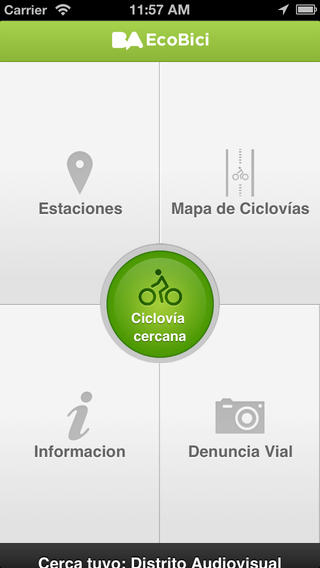 Carrier 11:57 AM
BA EcoBici
Estaciones
Mapa de Ciclovías
Ciclovía
cercana
Informacion
Denuncia Vial
Cerca tuyo: Distrito Audiovisual